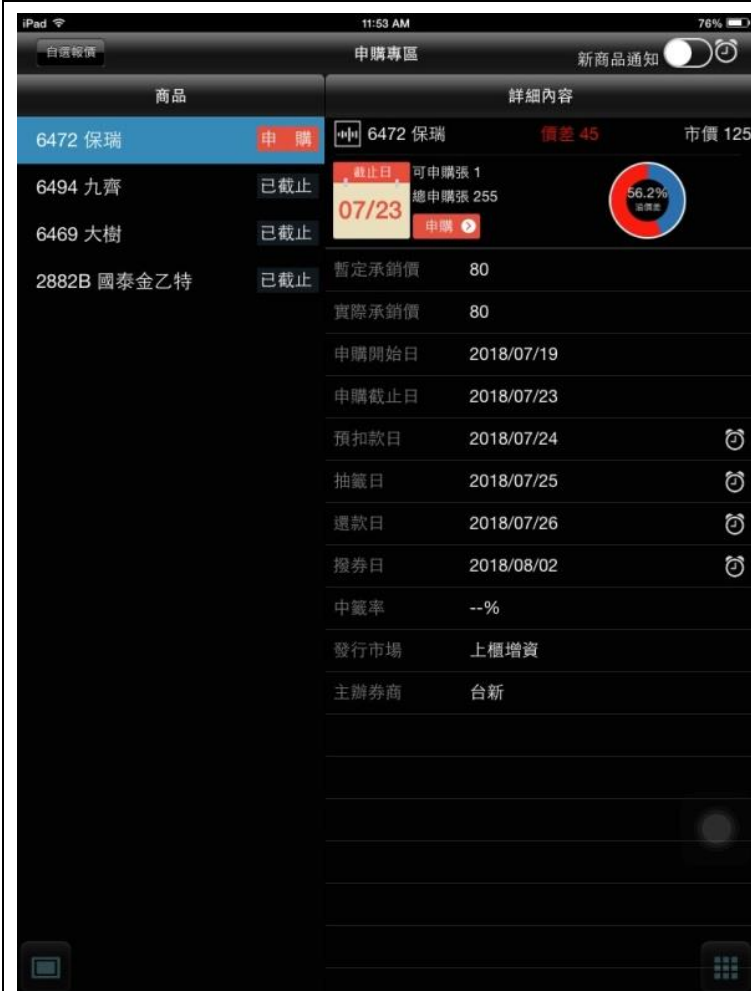 iPad 11:53 AM 76%
自選報價 申購專區 新商品通知
商品 詳細內容
6472 保瑞 申 購
6494 九齊 已截止
6469 大樹 已截止
2882B 國泰金乙特 已截止
6472 保瑞 價差 45 市價 125
截止日
07/23
可申購張 1
總申購張 255
申購
56.2%
溢價差
暫定承銷價 80
實際承銷價 80
申購開始日 2018/07/19
申購截止日 2018/07/23
預扣款日 2018/07/24
抽籤日 2018/07/25
還款日 2018/07/26
撥券日 2018/08/02
中籤率 --%
發行市場 上櫃增資
主辦券商 台新